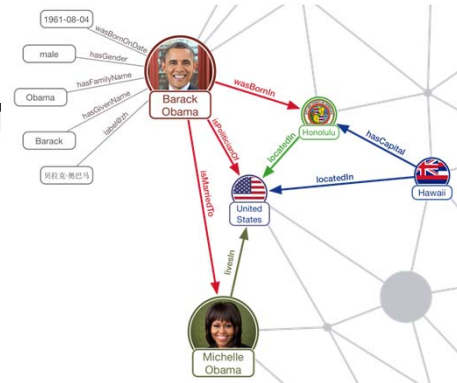 1961-08-04
wasBornOnDate
male
hasGender
hasFamilyName
Obama
hasGivenName
Barack
label@zh
贝拉克·奥巴马
Barack
Obama
wasBornIn
Honolulu
isPoliticianOf
locatedIn
hasCapital
locatedIn
Hawaii
United
States
isMarriedTo
livesIn
Michelle
Obama